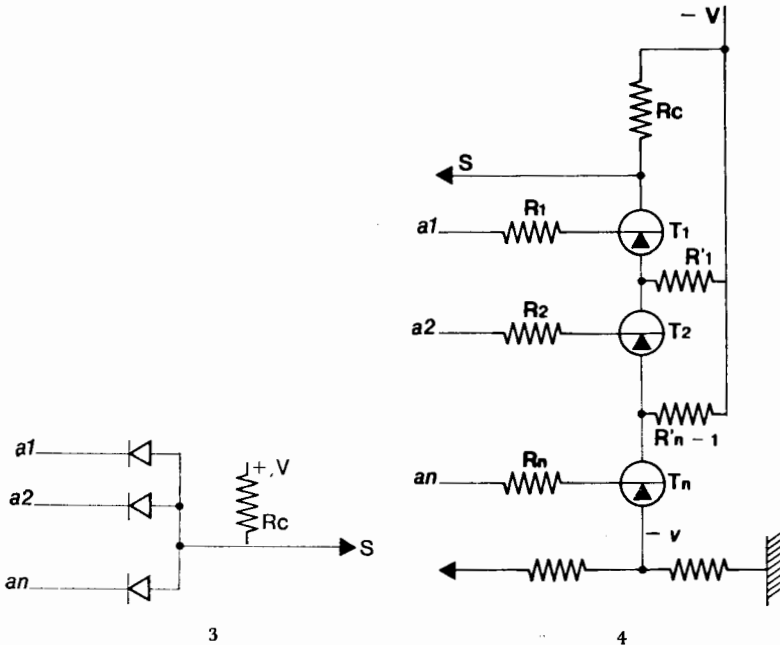 – V
Rc
S
a1
R1
T1
R'1
a2
R2
T2
R'n – 1
an
Rn
Tn
– v
a1
a2
an
+, V
Rc
S
3
4